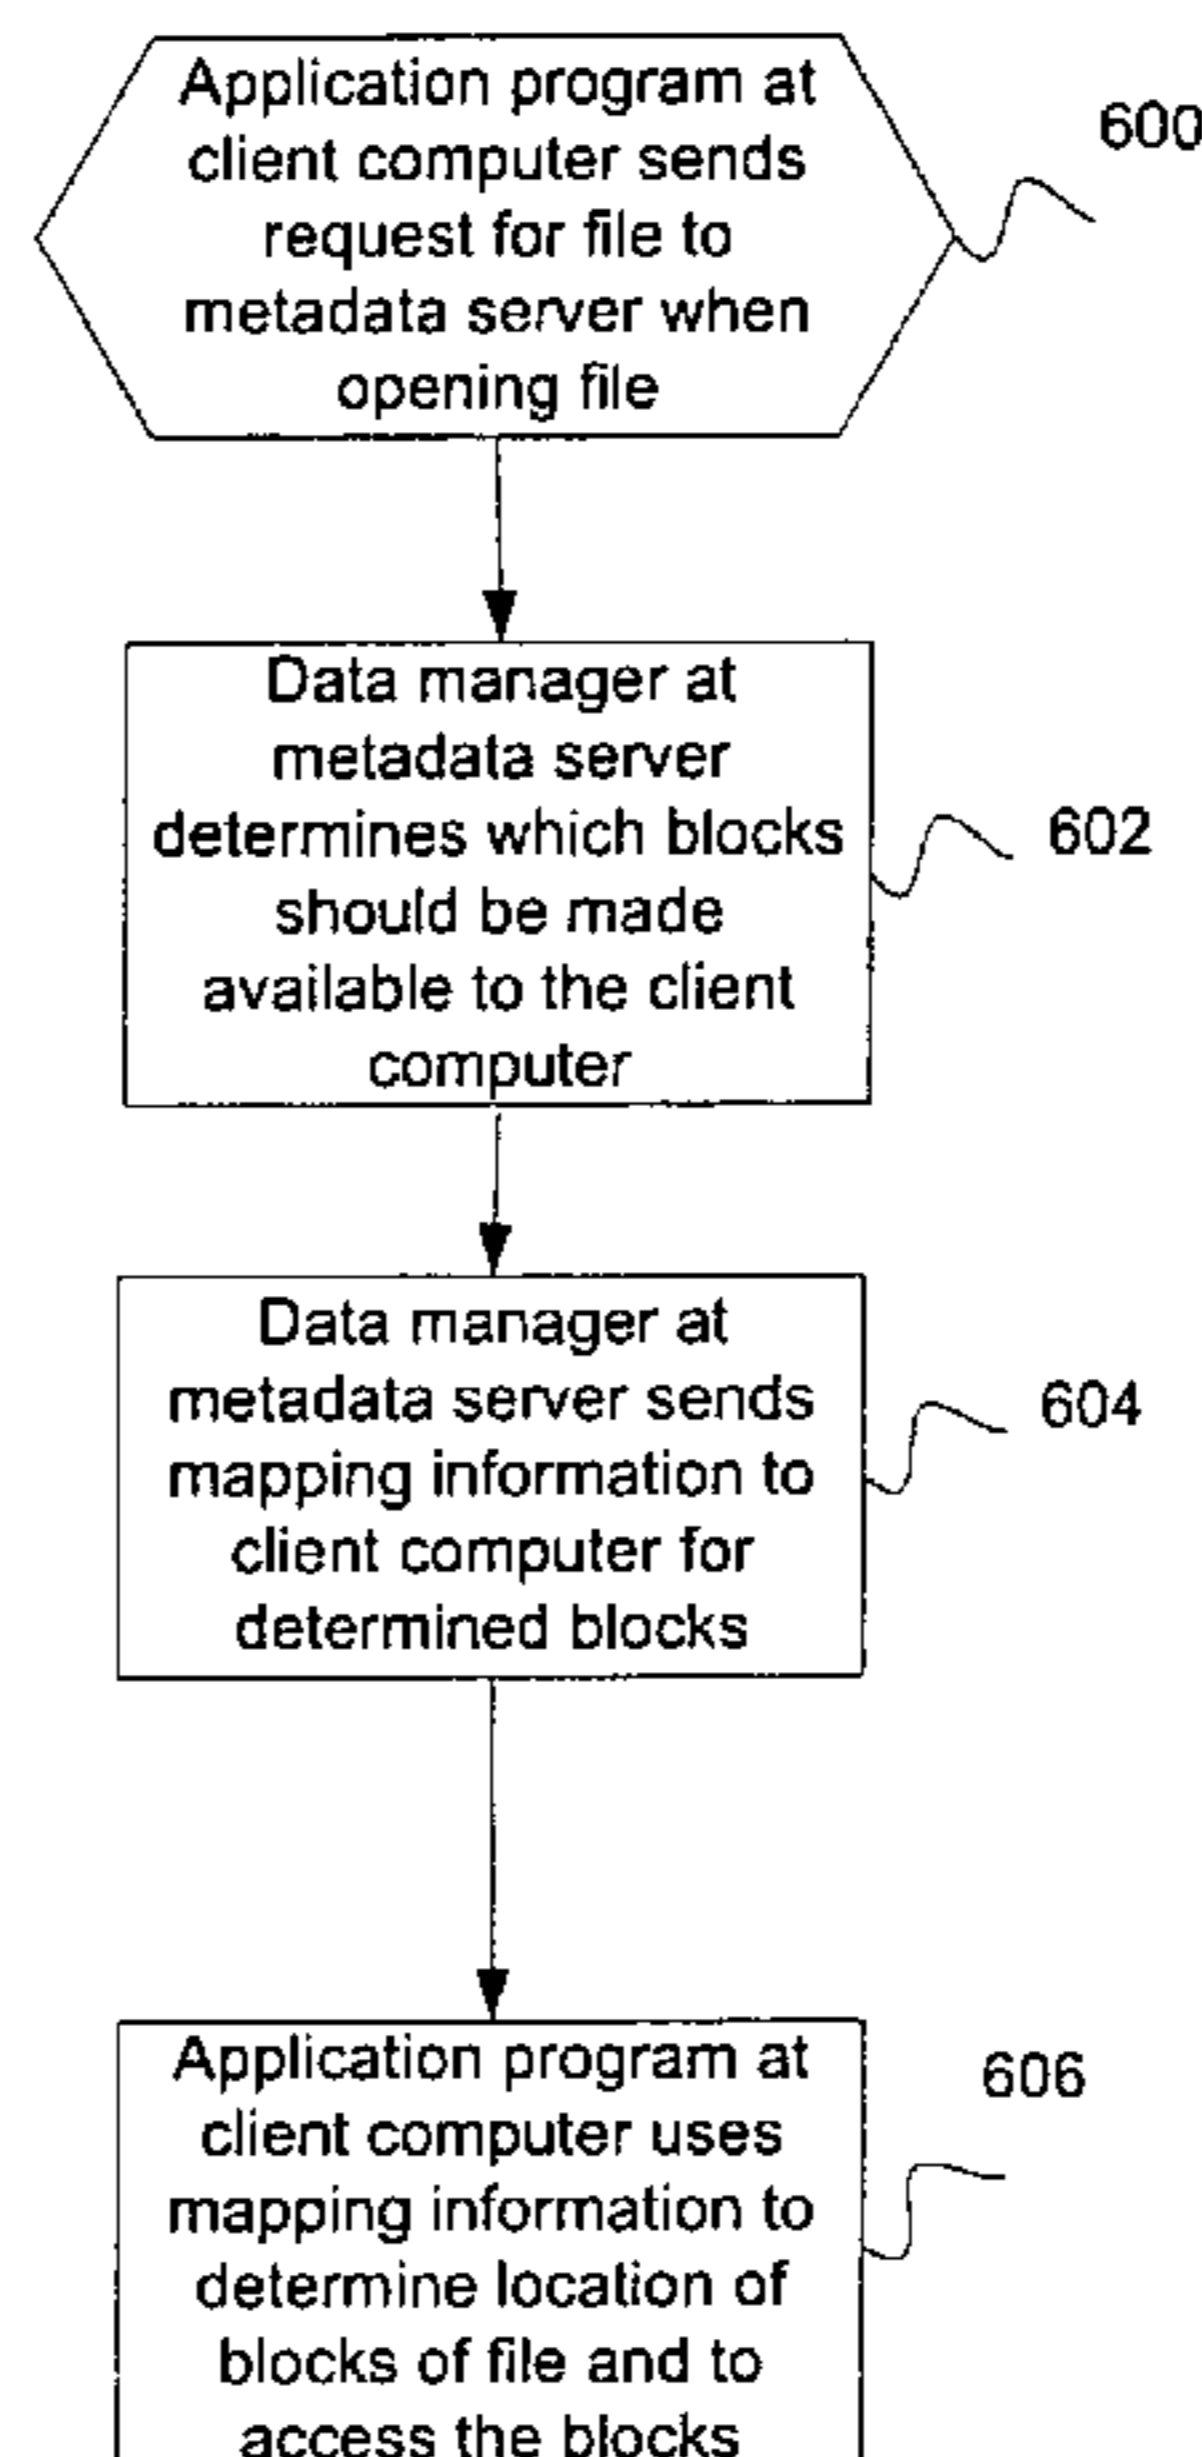 Application program at
client computer sends
request for file to
metadata server when
opening file
600
Data manager at
metadata server
determines which blocks
should be made
available to the client
computer
602
Data manager at
metadata server sends
mapping information to
client computer for
determined blocks
604
Application program at
client computer uses
mapping information to
determine location of
blocks of file and to
access the blocks
606